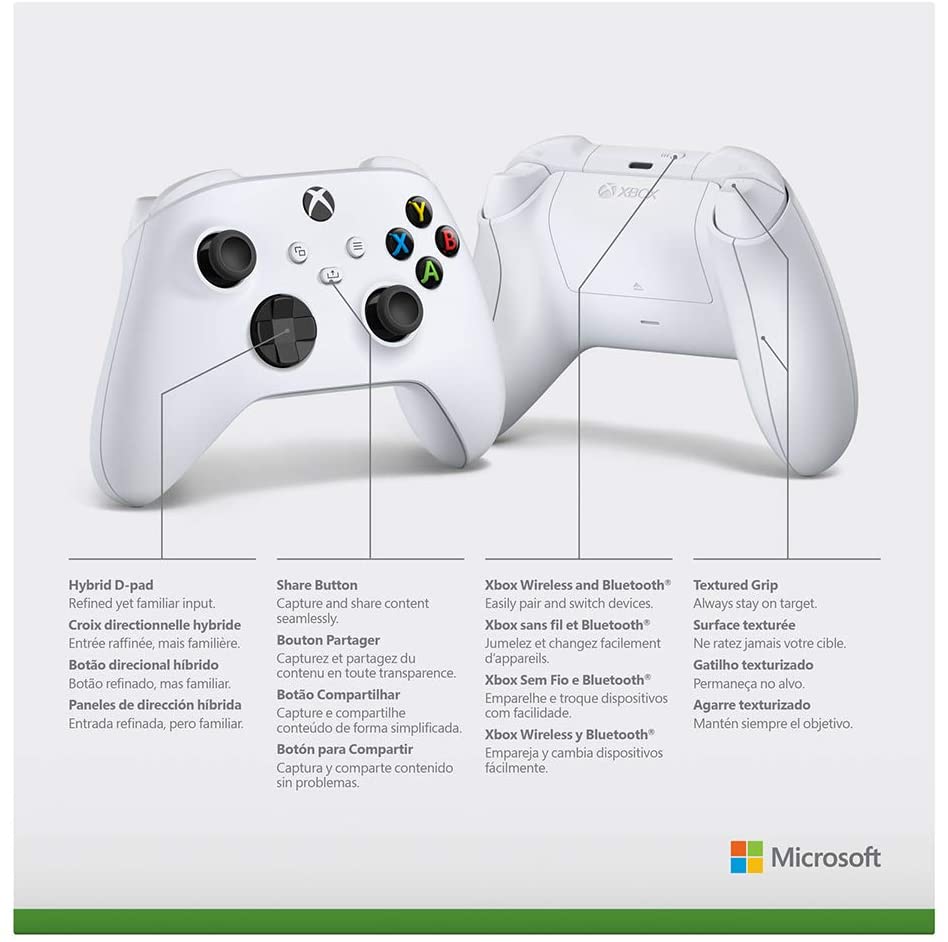 Y
X
B
A
XBOX
Hybrid D-pad
Refined yet familiar input.
Croix directionnelle hybride
Entrée raffinée, mais familière.
Botão direcional híbrido
Botão refinado, mas familiar.
Paneles de dirección híbrida
Entrada refinada, pero familiar.
Share Button
Capture and share content
seamlessly.
Bouton Partager
Capturez et partagez du
contenu en toute transparence.
Botão Compartilhar
Capture e compartilhe
conteúdo de forma simplificada.
Botón para Compartir
Captura y comparte contenido
sin problemas.
Xbox Wireless and Bluetooth®
Easily pair and switch devices.
Xbox sans fil et Bluetooth®
Jumelez et changez facilement
d'appareils.
Xbox Sem Fio e Bluetooth®
Emparelhe e troque dispositivos
com facilidade.
Xbox Wireless y Bluetooth®
Empareja y cambia dispositivos
fácilmente.
Textured Grip
Always stay on target.
Surface texturée
Ne ratez jamais votre cible.
Gatilho texturizado
Permaneça no alvo.
Agarre texturizado
Mantén siempre el objetivo.
Microsoft